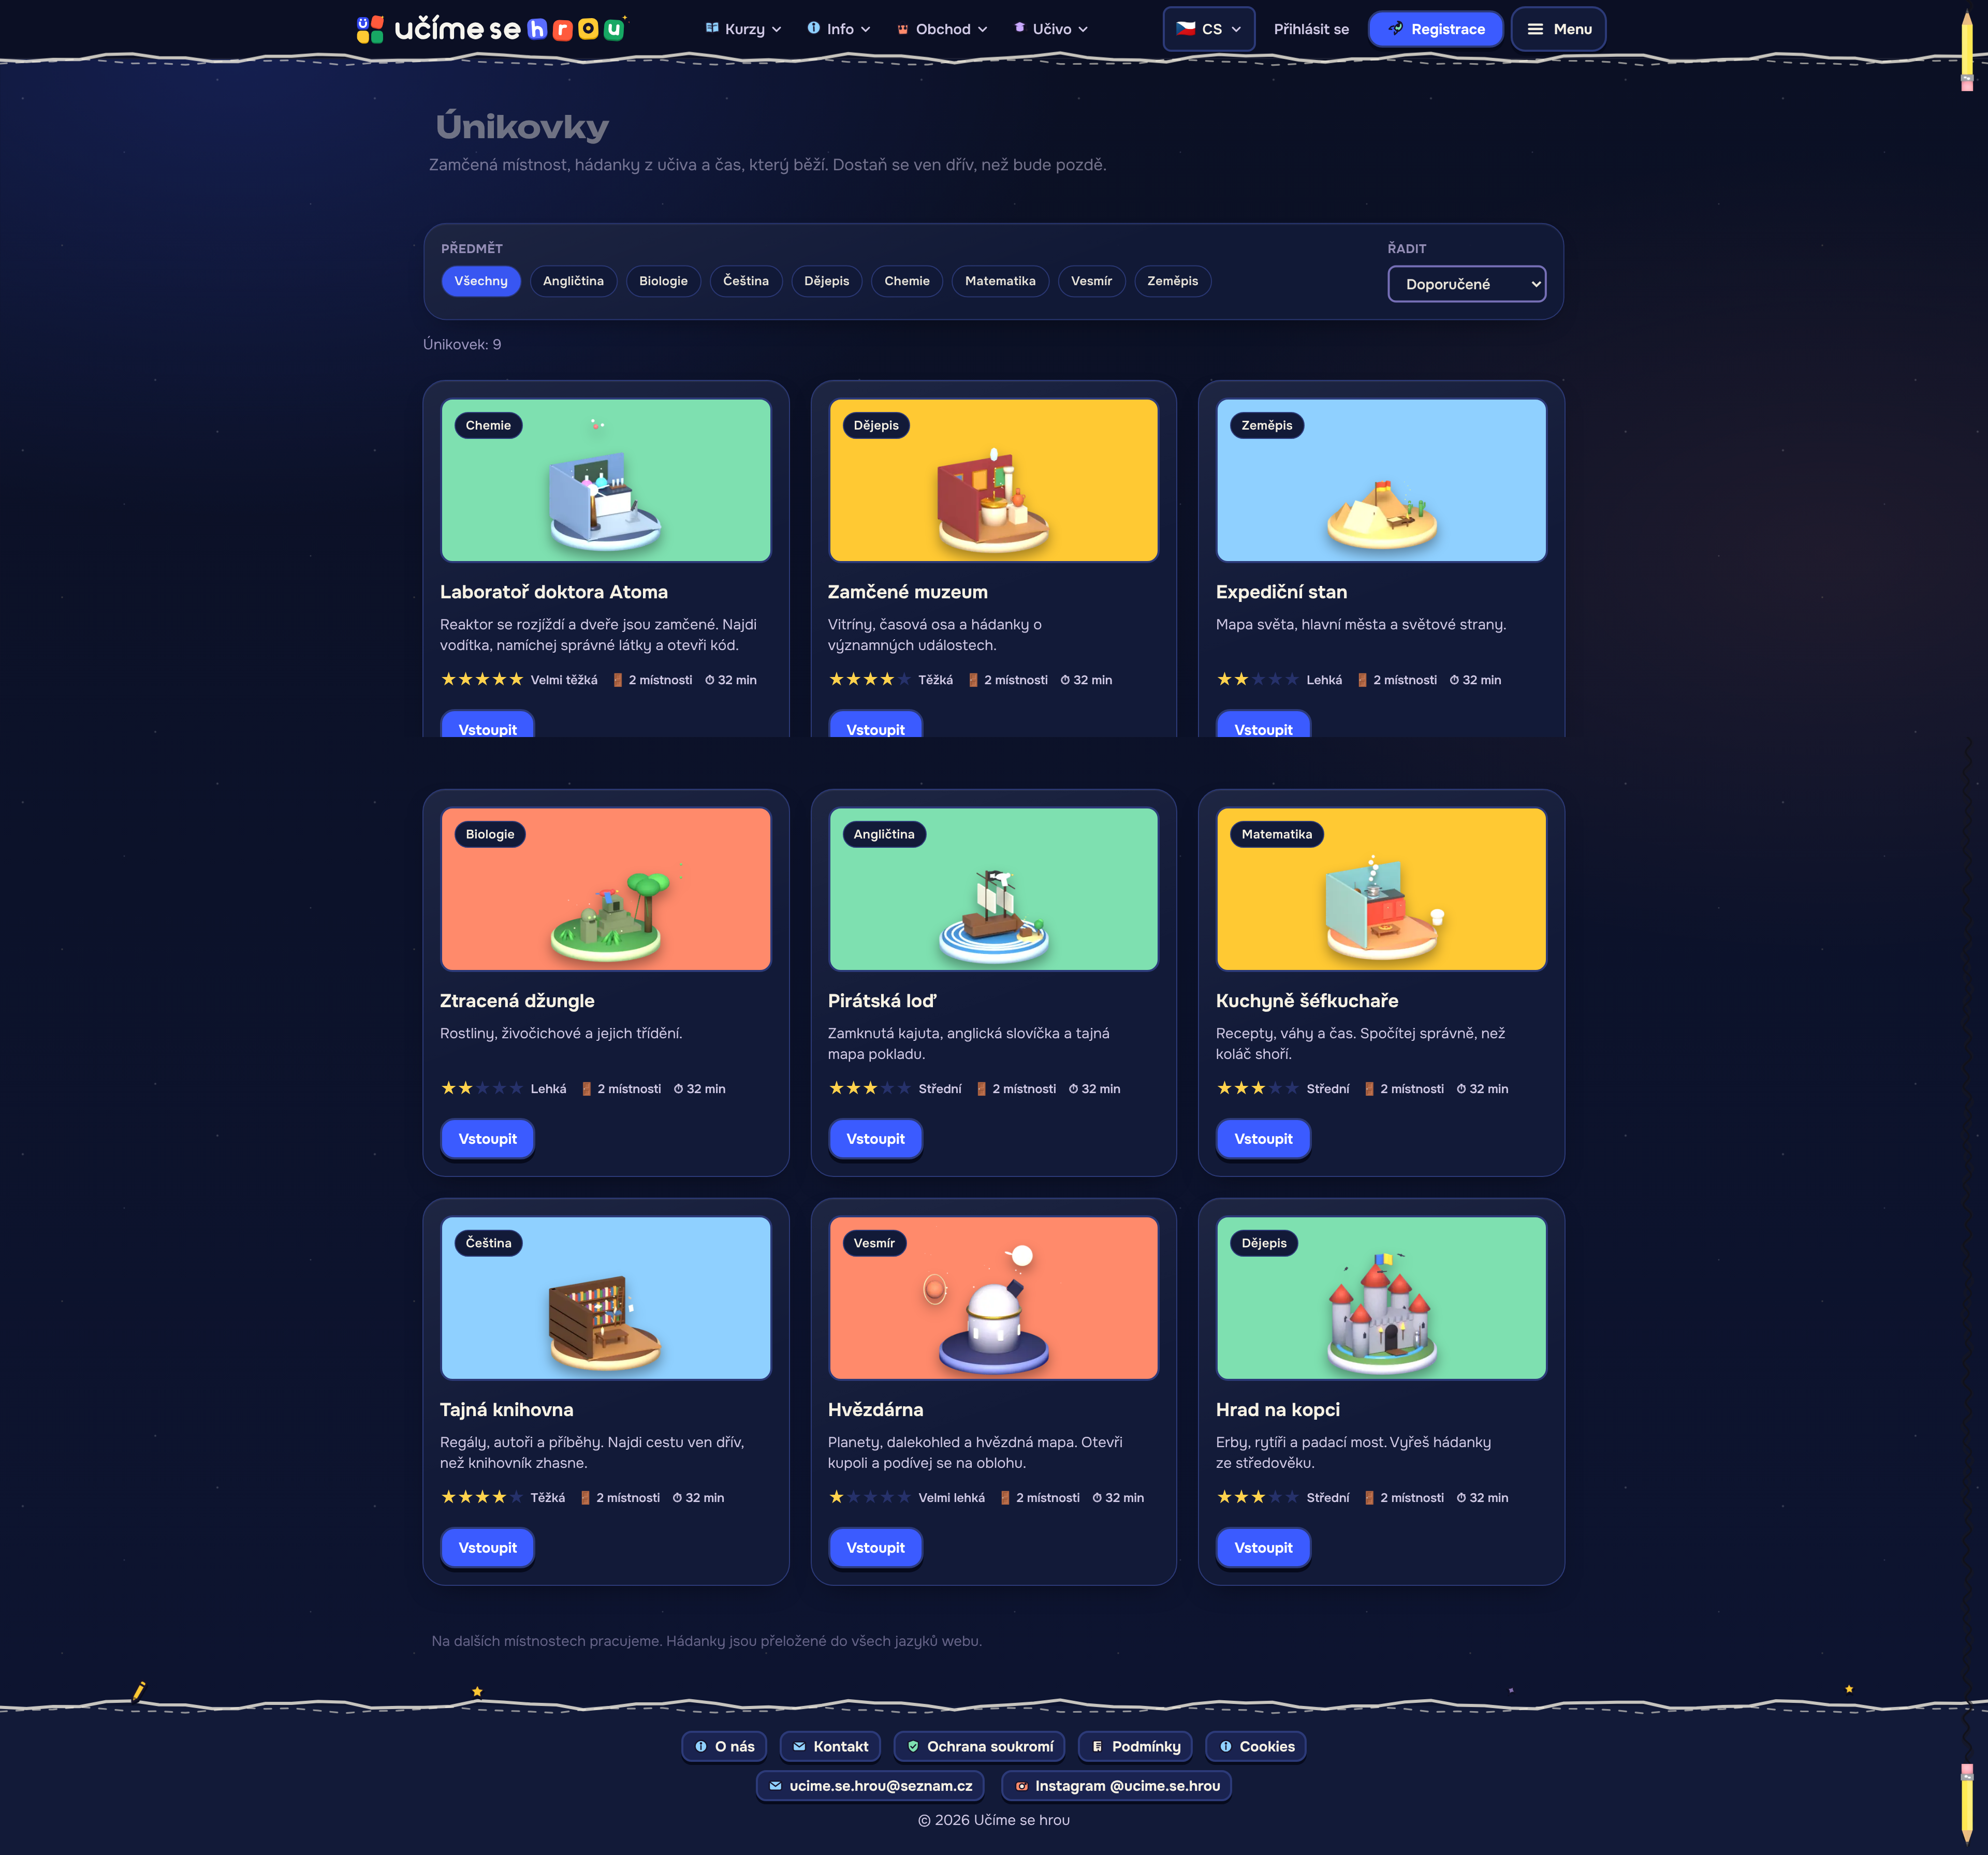 učíme se hrou
Kurzy
Info
Obchod
Učivo
CS
Přihlásit se
Registrace
Menu
Únikovky
Zamčená místnost, hádanky z učiva a čas, který běží. Dostaň se ven dřív, než bude pozdě.
PŘEDMĚT
Všechny
Angličtina
Biologie
Čeština
Dějepis
Chemie
Matematika
Vesmír
Zeměpis
ŘADIT
Doporučené
Únikovek: 9
Chemie
Laboratoř doktora Atoma
Reaktor se rozjíždí a dveře jsou zamčené. Najdi
vodítka, namíchej správné látky a otevři kód.
★★★★★ Velmi těžká 2 místnosti 32 min
Vstoupit
Dějepis
Zamčené muzeum
Vitríny, časová osa a hádanky o
významných událostech.
★★★★★ Těžká 2 místnosti 32 min
Vstoupit
Zeměpis
Expediční stan
Mapa světa, hlavní města a světové strany.
★★★★★ Lehká 2 místnosti 32 min
Vstoupit
Biologie
Ztracená džungle
Rostliny, živočichové a jejich třídění.
★★★★★ Lehká 2 místnosti 32 min
Vstoupit
Angličtina
Pirátská loď
Zamknutá kajuta, anglická slovíčka a tajná
mapa pokladu.
★★★★★ Střední 2 místnosti 32 min
Vstoupit
Matematika
Kuchyně šéfkuchaře
Recepty, váhy a čas. Spočítej správně, než
koláč shoří.
★★★★★ Střední 2 místnosti 32 min
Vstoupit
Čeština
Tajná knihovna
Regály, autoři a příběhy. Najdi cestu ven dřív,
než knihovník zhasne.
★★★★★ Těžká 2 místnosti 32 min
Vstoupit
Vesmír
Hvězdárna
Planety, dalekohled a hvězdná mapa. Otevři
kupoli a podívej se na oblohu.
★★★★★ Velmi lehká 2 místnosti 32 min
Vstoupit
Dějepis
Hrad na kopci
Erby, rytíři a padací most. Vyřeš hádanky
ze středověku.
★★★★★ Střední 2 místnosti 32 min
Vstoupit
Na dalších místnostech pracujeme. Hádanky jsou přeložené do všech jazyků webu.
O nás
Kontakt
Ochrana soukromí
Podmínky
Cookies
ucime.se.hrou@seznam.cz
Instagram @ucime.se.hrou
© 2026 Učíme se hrou